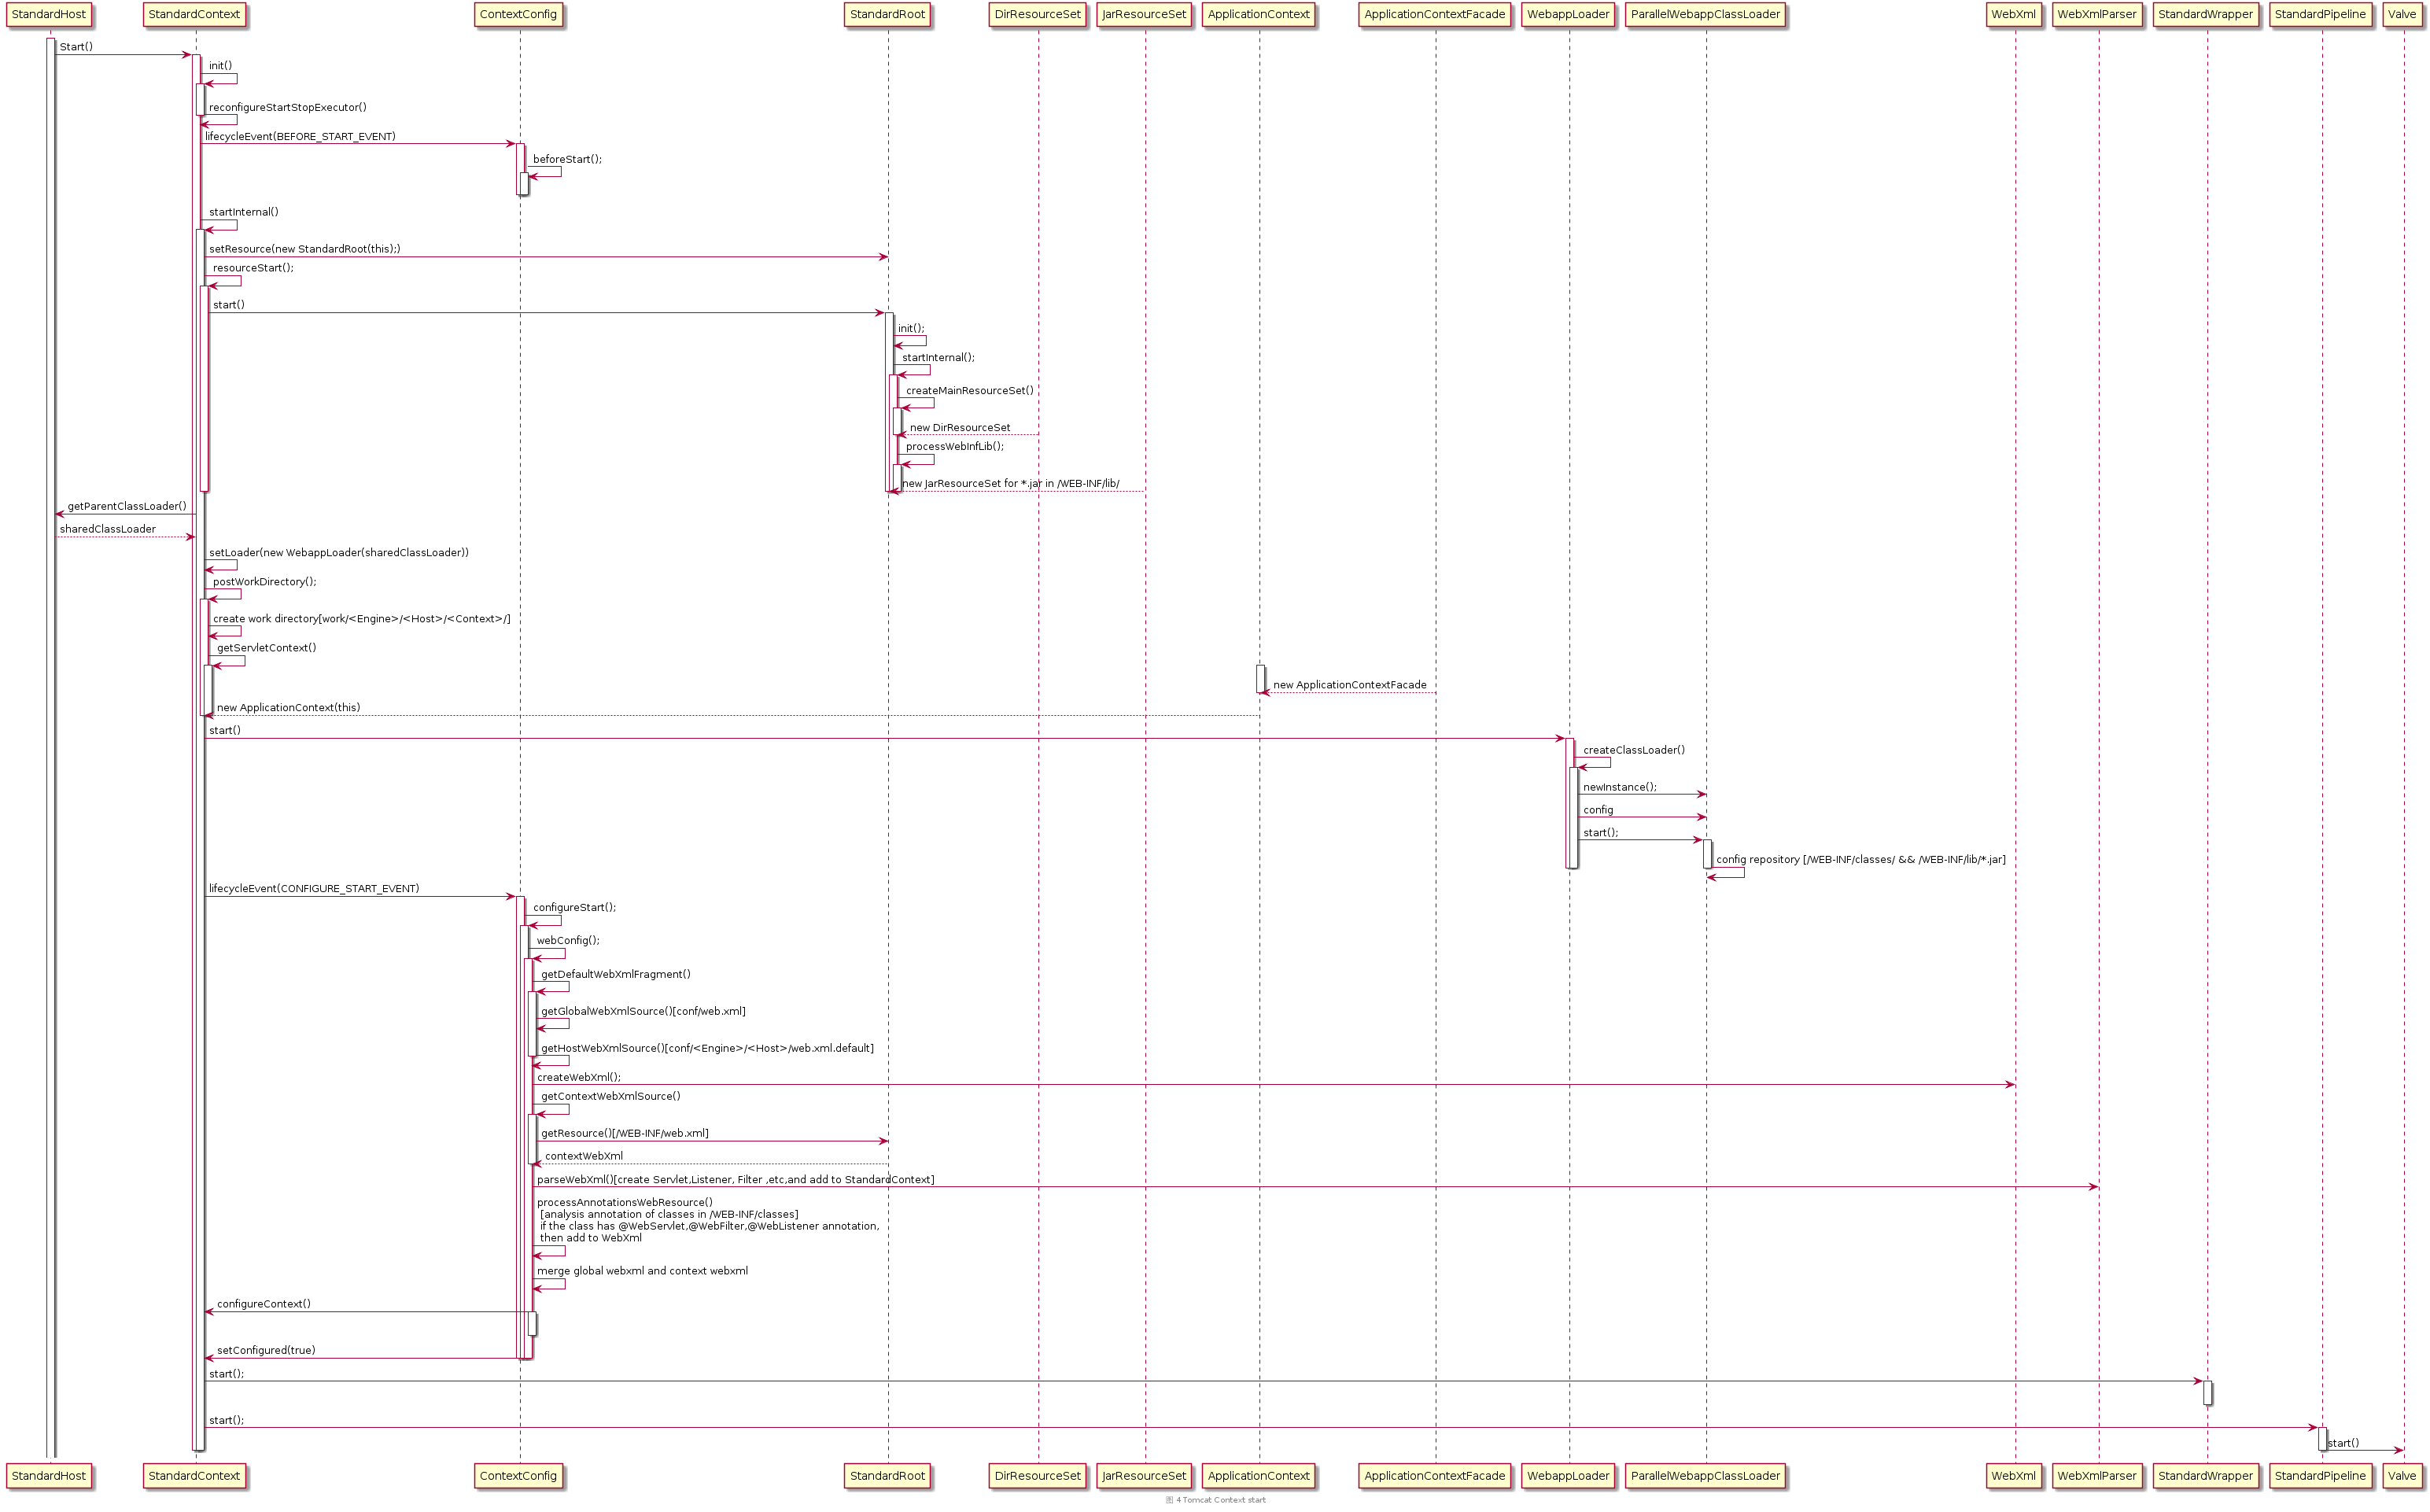 StandardHost
StandardContext
ContextConfig
StandardRoot
DirResourceSet
JarResourceSet
ApplicationContext
ApplicationContextFacade
WebappLoader
ParallelWebappClassLoader
WebXml
WebXmlParser
StandardWrapper
StandardPipeline
Valve
Start()
init()
reconfigureStartStopExecutor()
lifecycleEvent(BEFORE_START_EVENT)
beforeStart();
startInternal()
setResource(new StandardRoot(this);)
resourceStart();
start()
init();
startInternal();
createMainResourceSet()
new DirResourceSet
processWebInfLib();
new JarResourceSet for *.jar in /WEB-INF/lib/
getParentClassLoader()
sharedClassLoader
setLoader(new WebappLoader(sharedClassLoader))
postWorkDirectory();
create work directory[work/<Engine>/<Host>/<Context>/]
getServletContext()
new ApplicationContextFacade
new ApplicationContext(this)
start()
createClassLoader()
newInstance();
config
start();
config repository [/WEB-INF/classes/ && /WEB-INF/lib/*.jar]
lifecycleEvent(CONFIGURE_START_EVENT)
configureStart();
webConfig();
getDefaultWebXmlFragment()
getGlobalWebXmlSource()[conf/web.xml]
getHostWebXmlSource()[conf/<Engine>/<Host>/web.xml.default]
createWebXml();
getContextWebXmlSource()
getResource()[/WEB-INF/web.xml]
contextWebXml
parseWebXml()[create Servlet,Listener, Filter ,etc,and add to StandardContext]
processAnnotationsWebResource()
[analysis annotation of classes in /WEB-INF/classes]
if the class has @WebServlet,@WebFilter,@WebListener annotation,
then add to WebXml
merge global webxml and context webxml
configureContext()
setConfigured(true)
start();
start();
start()
StandardHost
StandardContext
ContextConfig
StandardRoot
DirResourceSet
JarResourceSet
ApplicationContext
ApplicationContextFacade
WebappLoader
ParallelWebappClassLoader
WebXml
WebXmlParser
StandardWrapper
StandardPipeline
Valve
图 4 Tomcat Context start